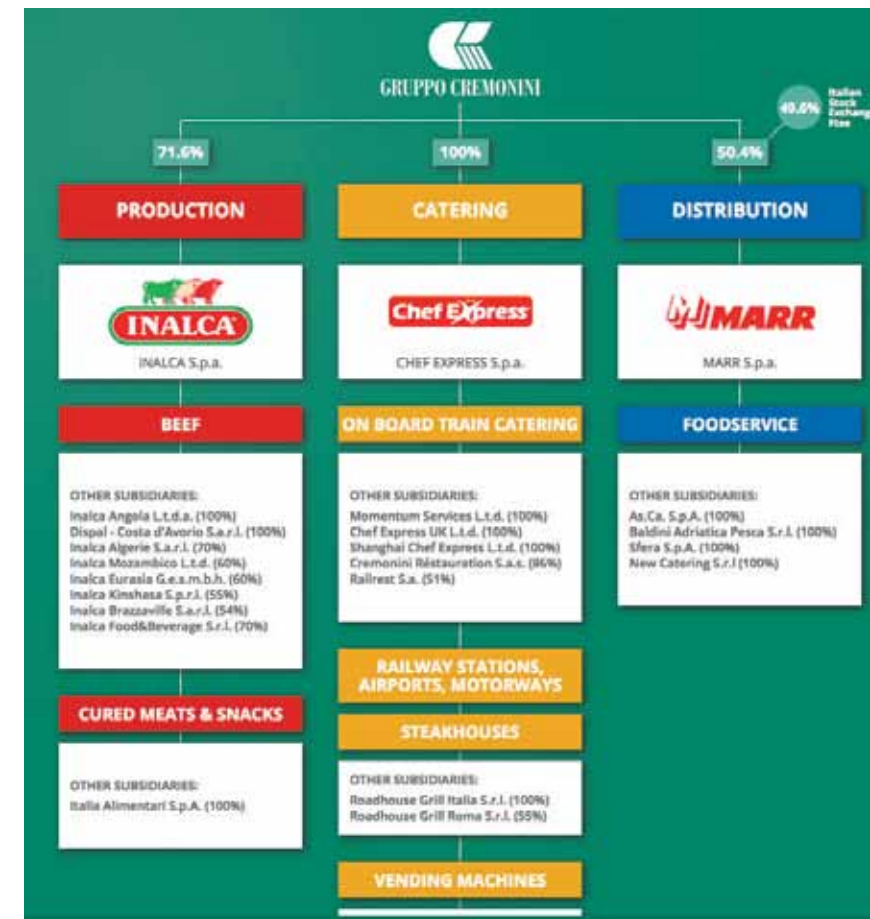 GRUPPO CREMONINI
71.6%
100%
50.4%
49.6%
Italian
Stock
Exchang
Free
PRODUCTION
CATERING
DISTRIBUTION
INALCA
INALCA S.p.a.
Chef Express
CHEF EXPRESS S.p.a.
MARR
MARR S.p.a.
BEEF
OTHER SUBSIDIARIES:
Inalca Angola L.t.d.a. (100%)
Dispal - Costa d'Avorio S.a.r.l. (100%)
Inalca Algerie S.a.r.l. (70%)
Inalca Mozambico L.t.d. (60%)
Inalca Eurasia G.e.s.m.b.h. (60%)
Inalca Kinshasa S.p.r.l. (55%)
Inalca Brazzaville S.a.r.l. (54%)
Inalca Food&Beverage S.r.l. (70%)
CURED MEATS & SNACKS
OTHER SUBSIDIARIES:
Italia Alimentari S.p.A. (100%)
ON BOARD TRAIN CATERING
OTHER SUBSIDIARIES:
Momentum Services L.t.d. (100%)
Chef Express UK L.t.d. (100%)
Shanghai Chef Express L.t.d. (100%)
Cremonini Réstauration S.a.s. (86%)
Railrest S.a. (51%)
RAILWAY STATIONS,
AIRPORTS, MOTORWAYS
STEAKHOUSES
OTHER SUBSIDIARIES:
Roadhouse Grill Italia S.r.l. (100%)
Roadhouse Grill Roma S.r.l. (55%)
VENDING MACHINES
FOODSERVICE
OTHER SUBSIDIARIES:
As.Ca. S.p.A. (100%)
Baldini Adriatica Pesca S.r.l. (100%)
Sfera S.p.A. (100%)
New Catering S.r.l (100%)